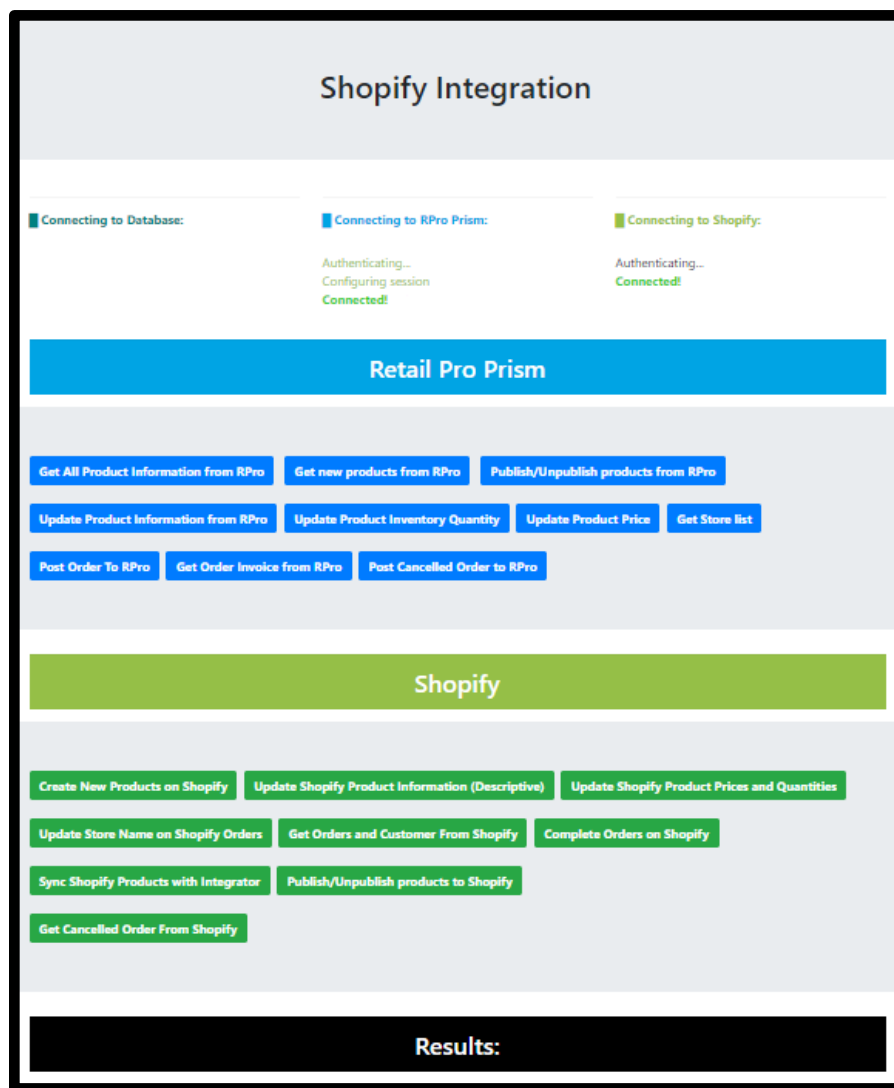 Shopify Integration
Connecting to Database:
Connecting to RPro Prism:
Authenticating...
Configuring session
Connected!
Connecting to Shopify:
Authenticating...
Connected!
Retail Pro Prism
Get All Product Information from RPro
Get new products from RPro
Publish/Unpublish products from RPro
Update Product Information from RPro
Update Product Inventory Quantity
Update Product Price
Get Store list
Post Order To RPro
Get Order Invoice from RPro
Post Cancelled Order to RPro
Shopify
Create New Products on Shopify
Update Shopify Product Information (Descriptive)
Update Shopify Product Prices and Quantities
Update Store Name on Shopify Orders
Get Orders and Customer From Shopify
Complete Orders on Shopify
Sync Shopify Products with Integrator
Publish/Unpublish products to Shopify
Get Cancelled Order From Shopify
Results: